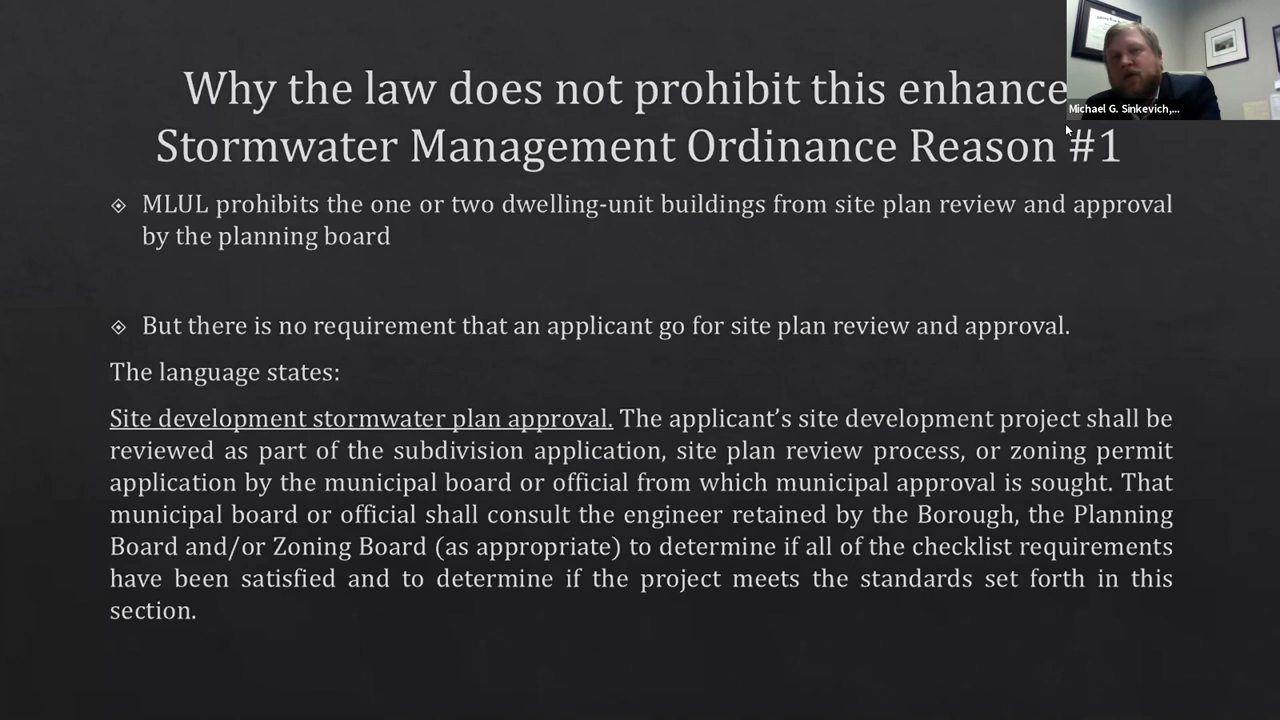 Why the law does not prohibit this enhance
Stormwater Management Ordinance Reason #1
Michael G. Sinkevich,...
MLUL prohibits the one or two dwelling-unit buildings from site plan review and approval
by the planning board
But there is no requirement that an applicant go for site plan review and approval.
The language states:
Site development stormwater plan approval. The applicant’s site development project shall be
reviewed as part of the subdivision application, site plan review process, or zoning permit
application by the municipal board or official from which municipal approval is sought. That
municipal board or official shall consult the engineer retained by the Borough, the Planning
Board and/or Zoning Board (as appropriate) to determine if all of the checklist requirements
have been satisfied and to determine if the project meets the standards set forth in this
section.